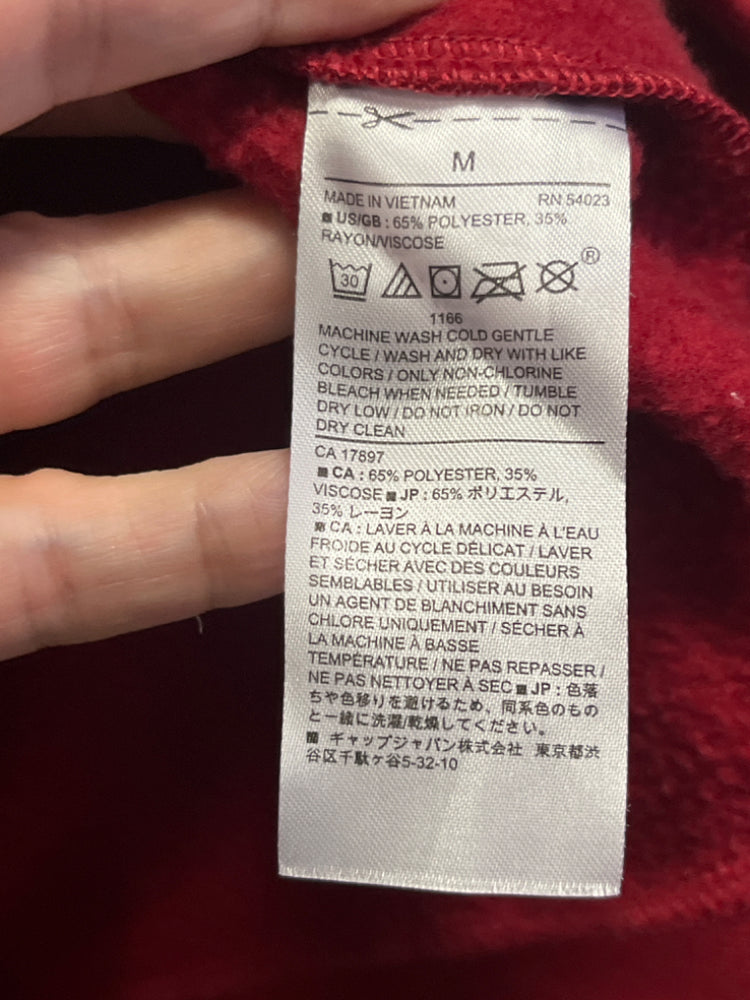 M
MADE IN VIETNAM RN 54023
■ US/GB : 65% POLYESTER, 35%
RAYON/VISCOSE
30
®
1166
MACHINE WASH COLD GENTLE
CYCLE / WASH AND DRY WITH LIKE
COLORS / ONLY NON-CHLORINE
BLEACH WHEN NEEDED / TUMBLE
DRY LOW / DO NOT IRON / DO NOT
DRY CLEAN
CA 17897
■ CA : 65% POLYESTER, 35%
VISCOSE ■ JP : 65% ポリエステル,
35% レーヨン
CA : LAVER À LA MACHINE À L'EAU
FROIDE AU CYCLE DÉLICAT / LAVER
ET SÉCHER AVEC DES COULEURS
SEMBLABLES / UTILISER AU BESOIN
UN AGENT DE BLANCHIMENT SANS
CHLORE UNIQUEMENT / SÉCHER À
LA MACHINE À BASSE
TEMPÉRATURE / NE PAS REPASSER /
NE PAS NETTOYER À SEC ■ JP : 色落
ちや色移りを避けるため、同系色のもの
と一緒に洗濯/乾燥してください。
ギャップジャパン株式会社 東京都渋
谷区千駄ケ谷5-32-10